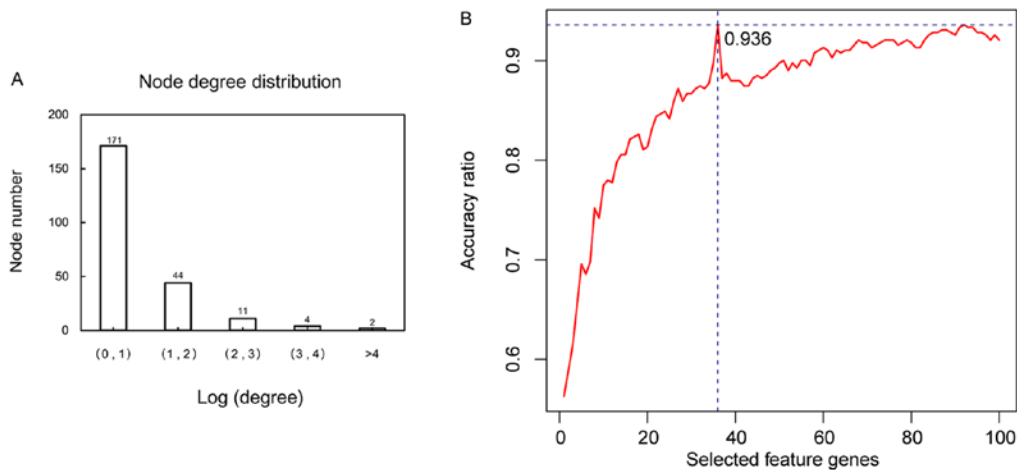 A
Node degree distribution
Node number
200
150
100
50
0
171
44
11
4
2
(0 , 1)
(1 , 2)
(2 , 3)
(3 , 4)
>4
Log (degree)
B
Accuracy ratio
0.9
0.8
0.7
0.6
0.936
0
20
40
60
80
100
Selected feature genes